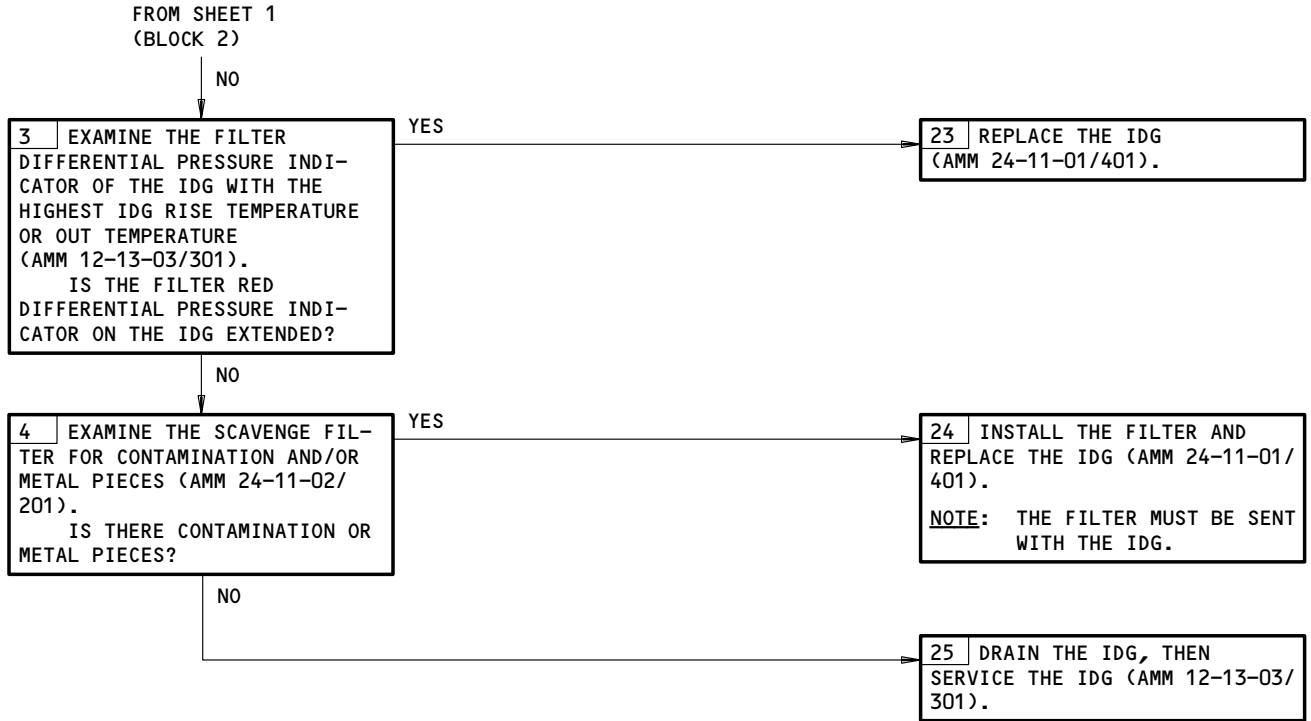 FROM SHEET 1
(BLOCK 2)
NO
3 EXAMINE THE FILTER
DIFFERENTIAL PRESSURE INDI-
CATOR OF THE IDG WITH THE
HIGHEST IDG RISE TEMPERATURE
OR OUT TEMPERATURE
(AMM 12-13-03/301).
IS THE FILTER RED
DIFFERENTIAL PRESSURE INDI-
CATOR ON THE IDG EXTENDED?
YES
23 REPLACE THE IDG
(AMM 24-11-01/401).
NO
4 EXAMINE THE SCAVENGE FIL-
TER FOR CONTAMINATION AND/OR
METAL PIECES (AMM 24-11-02/
201).
IS THERE CONTAMINATION OR
METAL PIECES?
YES
24 INSTALL THE FILTER AND
REPLACE THE IDG (AMM 24-11-01/
401).
NOTE: THE FILTER MUST BE SENT
WITH THE IDG.
NO
25 DRAIN THE IDG, THEN
SERVICE THE IDG (AMM 12-13-03/
301).